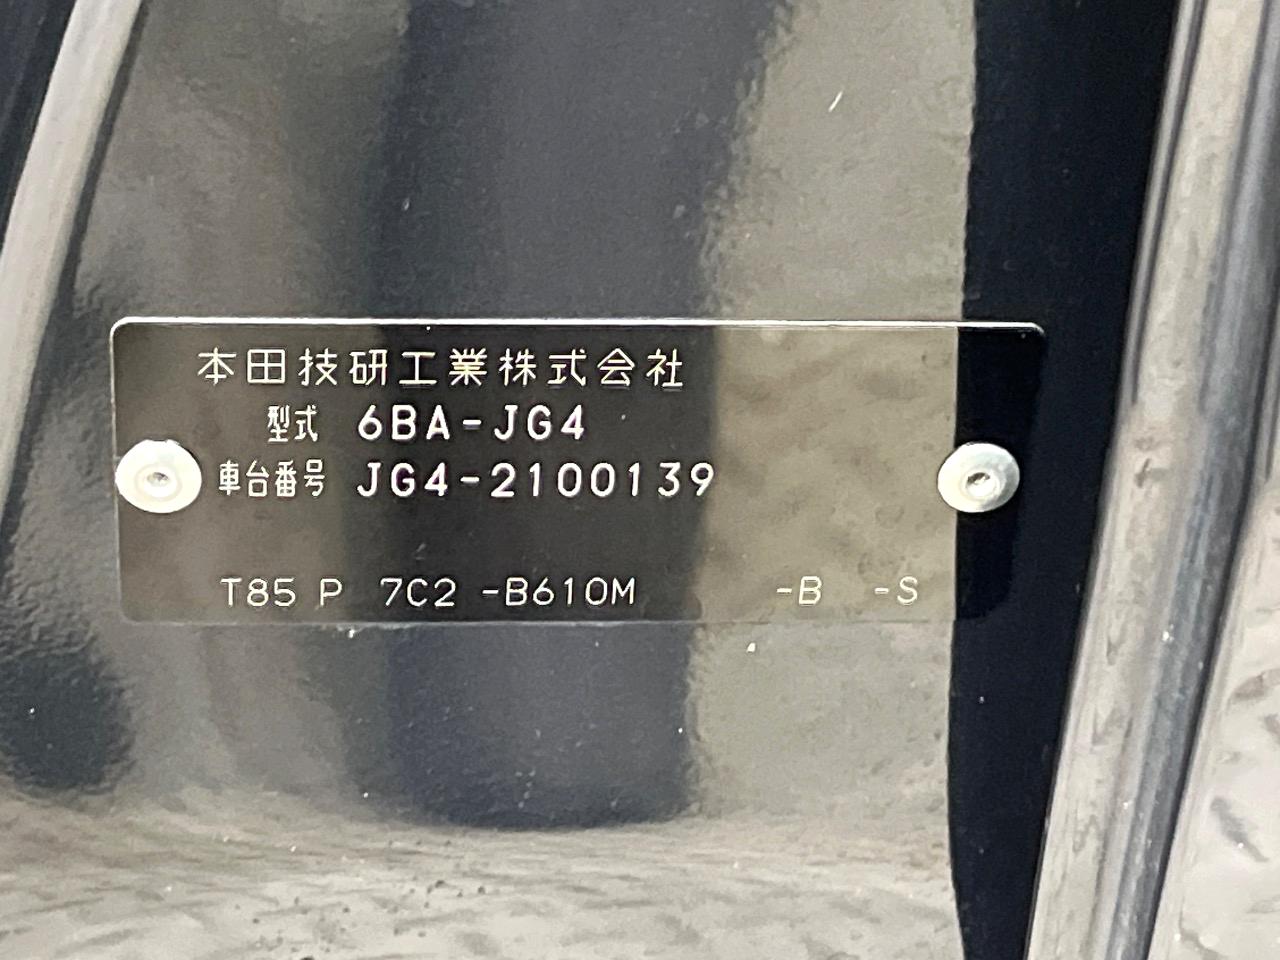 本田技研工業株式会社
型式 6BA-JG4
車台番号 JG4-2100139
T85 P 7C2 -B610M -B -S